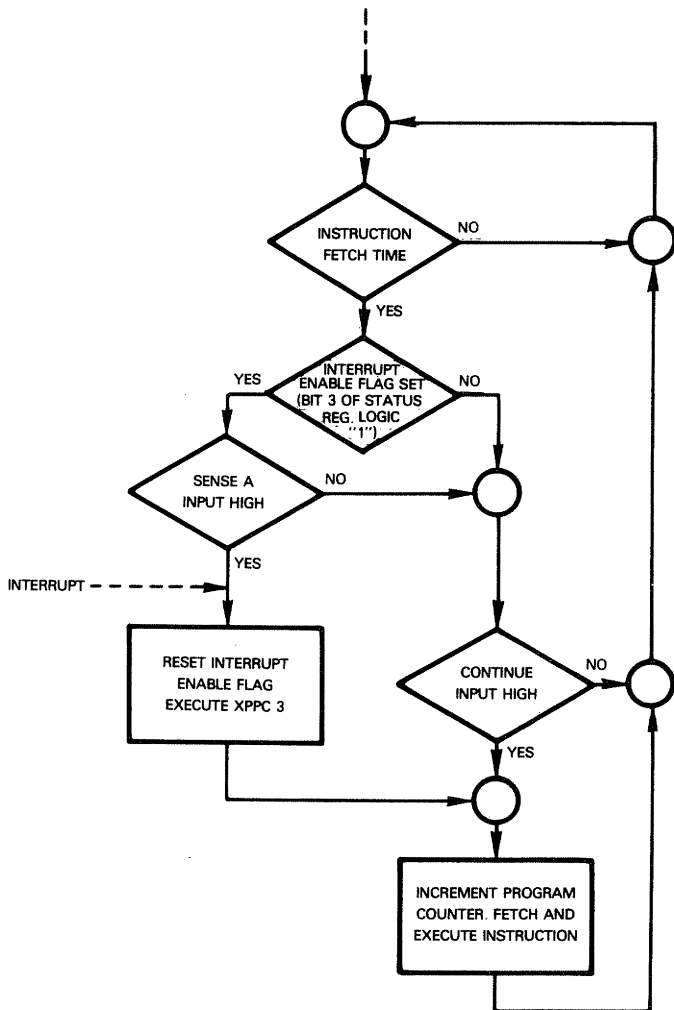 INSTRUCTION
FETCH TIME
NO
YES
INTERRUPT
ENABLE FLAG SET
(BIT 3 OF STATUS
REG. LOGIC
"1")
YES
NO
SENSE A
INPUT HIGH
NO
YES
INTERRUPT
RESET INTERRUPT
ENABLE FLAG
EXECUTE XPPC 3
CONTINUE
INPUT HIGH
NO
YES
INCREMENT PROGRAM
COUNTER. FETCH AND
EXECUTE INSTRUCTION